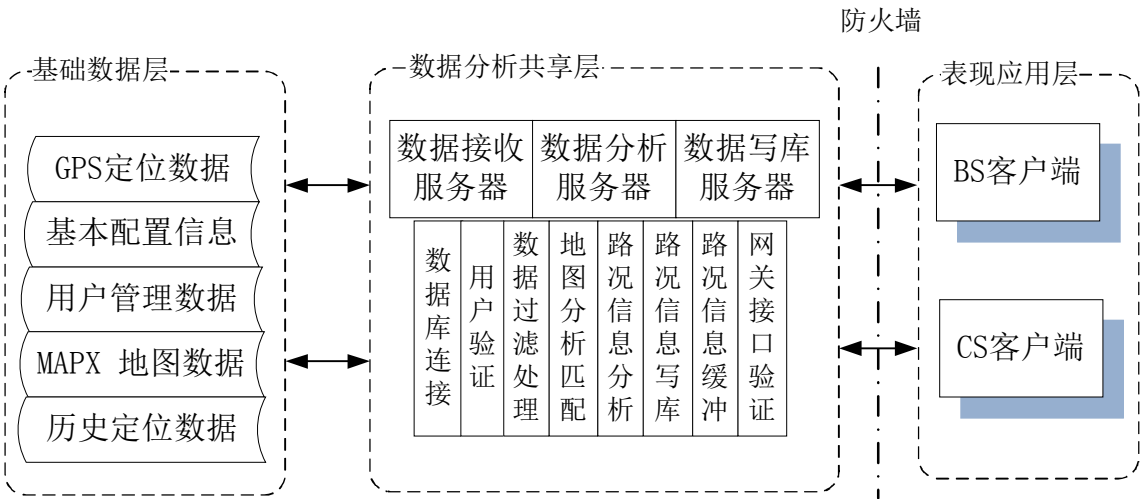 防火墙
基础数据层
GPS定位数据
基本配置信息
用户管理数据
MAPX 地图数据
历史定位数据
数据分析共享层
数据接收
服务器
数据分析
服务器
数据写库
服务器
数据库连接
用户验证
数据过滤处理
地图分析匹配
路况信息分析
路况信息写库
路况信息缓冲
网关接口验证
表现应用层
BS客户端
CS客户端